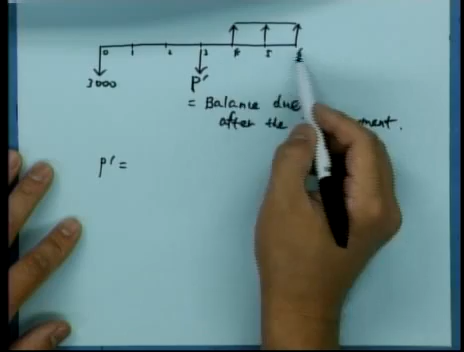 0 1 2 3 4 5 6
3000 P'
= Balance due
after the ment.
P' =